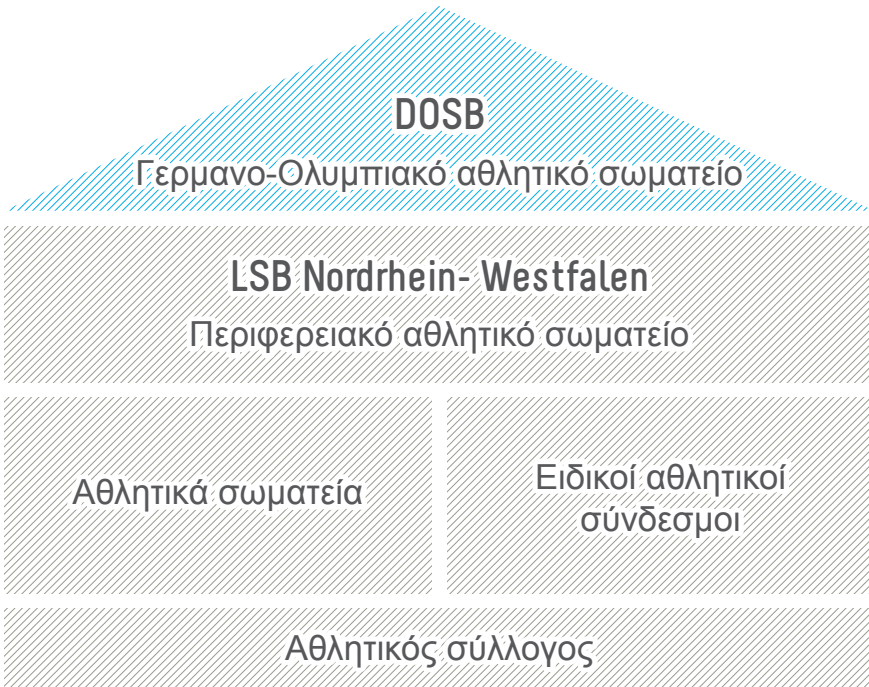 DOSB
Γερμανο-Ολυμπιακό αθλητικό σωματείο
LSB Nordrhein- Westfalen
Περιφερειακό αθλητικό σωματείο
Αθλητικά σωματεία
Ειδικοί αθλητικοί
σύνδεσμοι
Αθλητικός σύλλογος